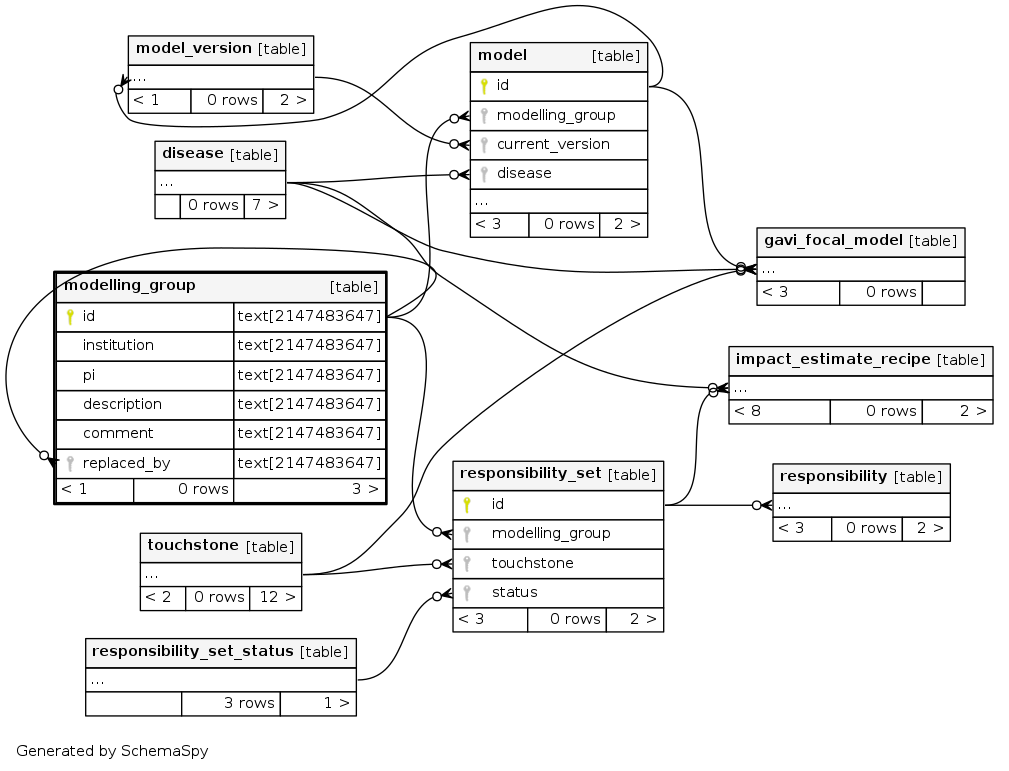 model_version [table]
...
< 1 0 rows 2 >
model [table]
id
modelling_group
current_version
disease
...
< 3 0 rows 2 >
disease [table]
...
0 rows 7 >
gavi_focal_model [table]
...
< 3 0 rows
modelling_group [table]
id text[2147483647]
institution text[2147483647]
pi text[2147483647]
description text[2147483647]
comment text[2147483647]
replaced_by text[2147483647]
< 1 0 rows 3 >
impact_estimate_recipe [table]
...
< 8 0 rows 2 >
responsibility_set [table]
id
modelling_group
touchstone
status
< 3 0 rows 2 >
responsibility [table]
...
< 3 0 rows 2 >
touchstone [table]
...
< 2 0 rows 12 >
responsibility_set_status [table]
...
3 rows 1 >
Generated by SchemaSpy